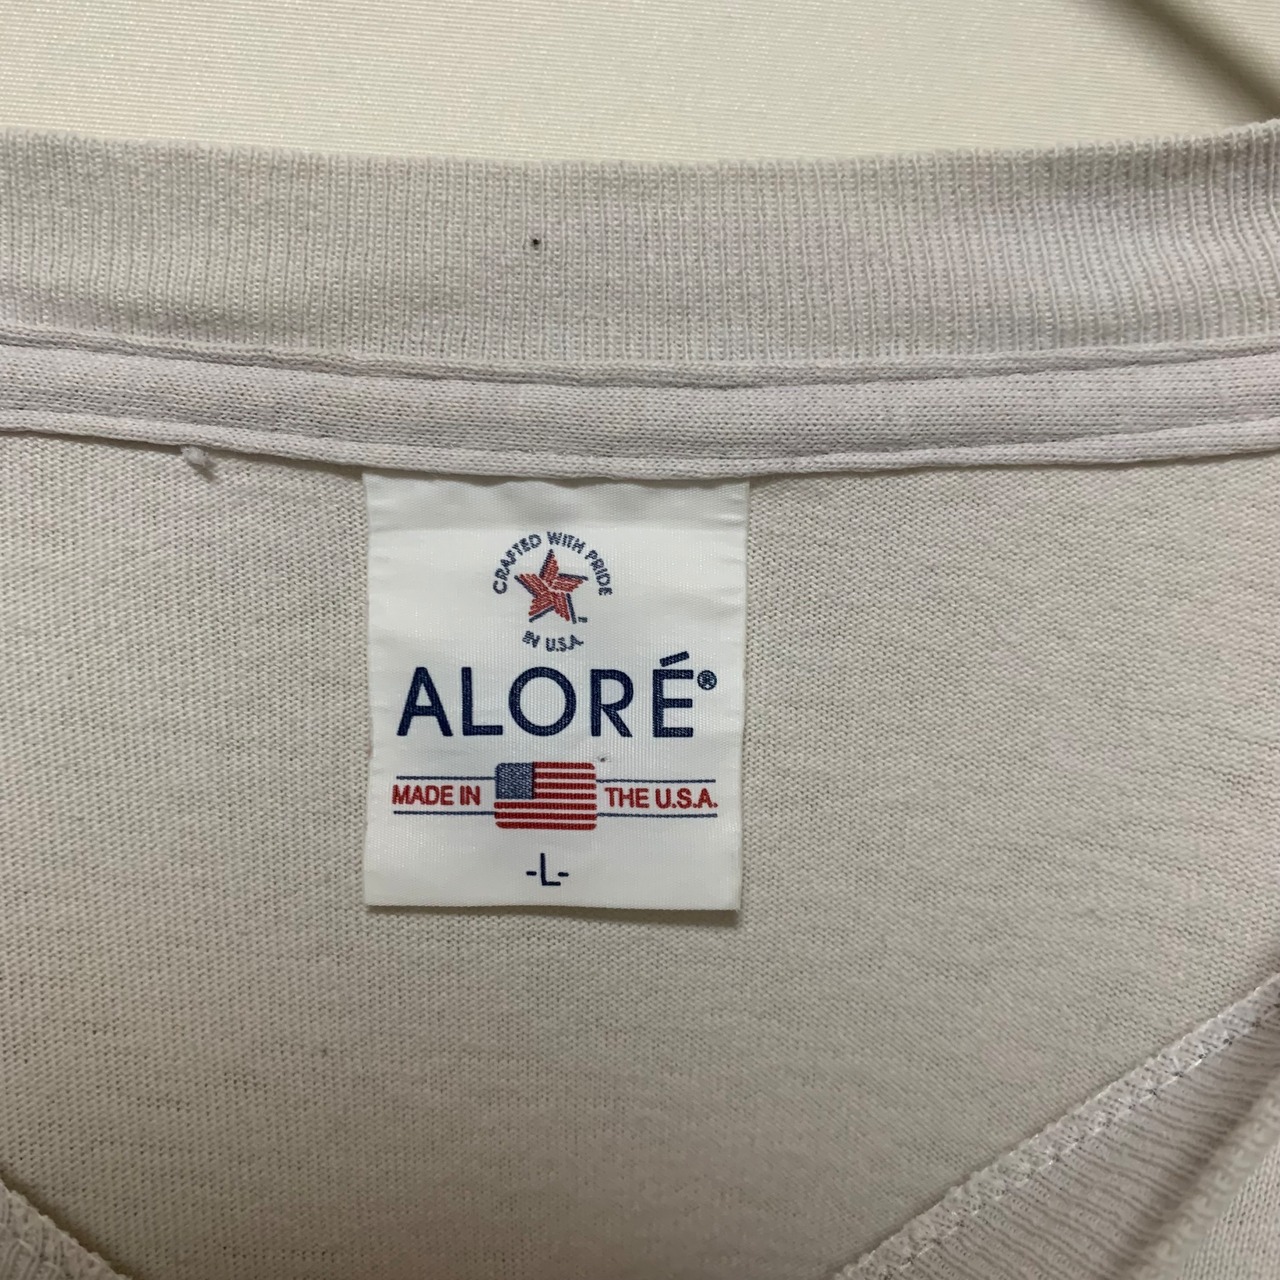 CRAFTED WITH PRIDE
IN U.S.A
ALORÉ®
MADE IN THE U.S.A.
-L-